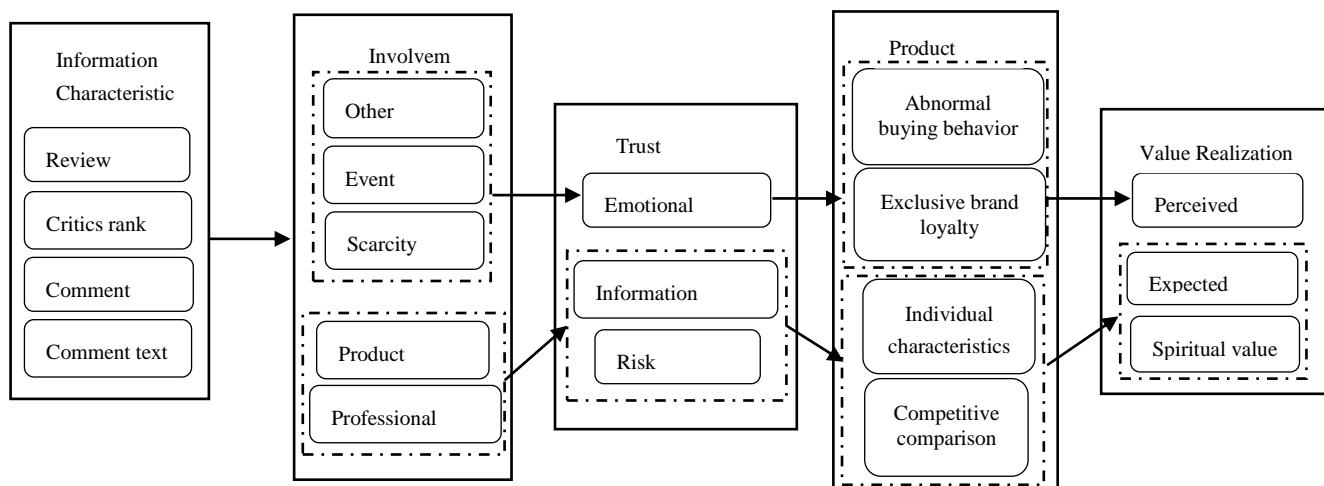 Information
Characteristic
Review
Critics rank
Comment
Comment text
Involvem
Other
Event
Scarcity
Product
Professional
Trust
Emotional
Information
Risk
Product
Abnormal
buying behavior
Exclusive brand
loyalty
Individual
characteristics
Competitive
comparison
Value Realization
Perceived
Expected
Spiritual value